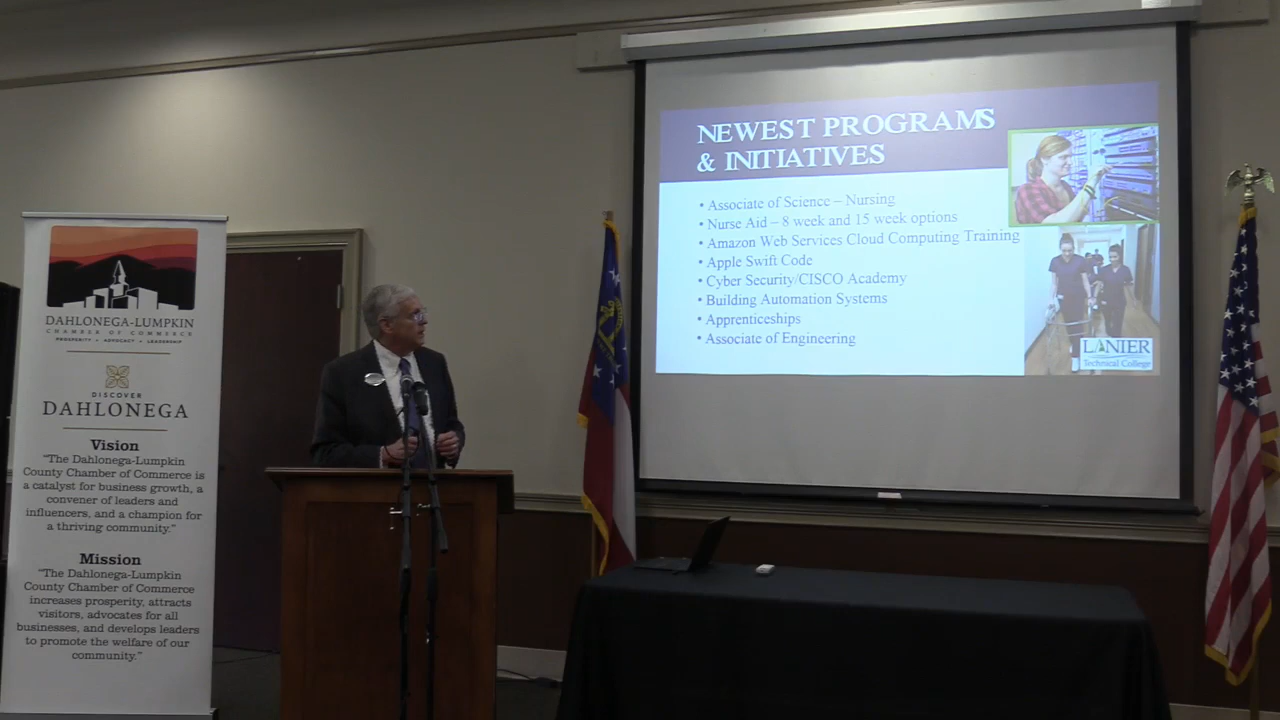 DAHLONEGA-LUMPKIN
CHAMBER OF COMMERCE
PROSPERITY • ADVOCACY • LEADERSHIP
DISCOVER
DAHLONEGA
Vision
“The Dahlonega-Lumpkin
County Chamber of Commerce is
a catalyst for business growth, a
convener of leaders and
influencers, and a champion for
a thriving community.”
Mission
“The Dahlonega-Lumpkin
County Chamber of Commerce
increases prosperity, attracts
visitors, advocates for all
businesses, and develops leaders
to promote the welfare of our
community.”
NEWEST PROGRAMS
& INITIATIVES
• Associate of Science – Nursing
• Nurse Aid – 8 week and 15 week options
• Amazon Web Services Cloud Computing Training
• Apple Swift Code
• Cyber Security/CISCO Academy
• Building Automation Systems
• Apprenticeships
• Associate of Engineering
LANIER
Technical College